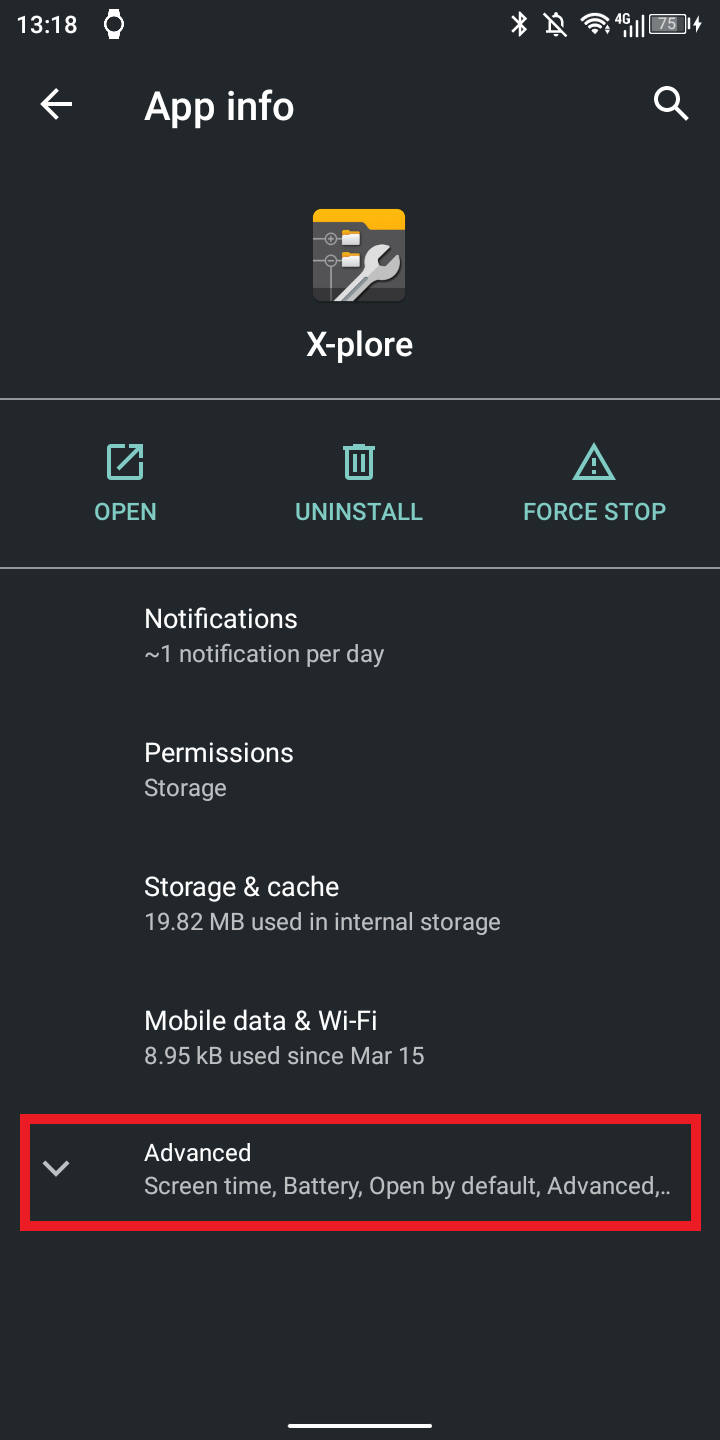 13:18
4G
75
App info
X-plore
OPEN
UNINSTALL
FORCE STOP
Notifications
~1 notification per day
Permissions
Storage
Storage & cache
19.82 MB used in internal storage
Mobile data & Wi-Fi
8.95 kB used since Mar 15
Advanced
Screen time, Battery, Open by default, Advanced,..